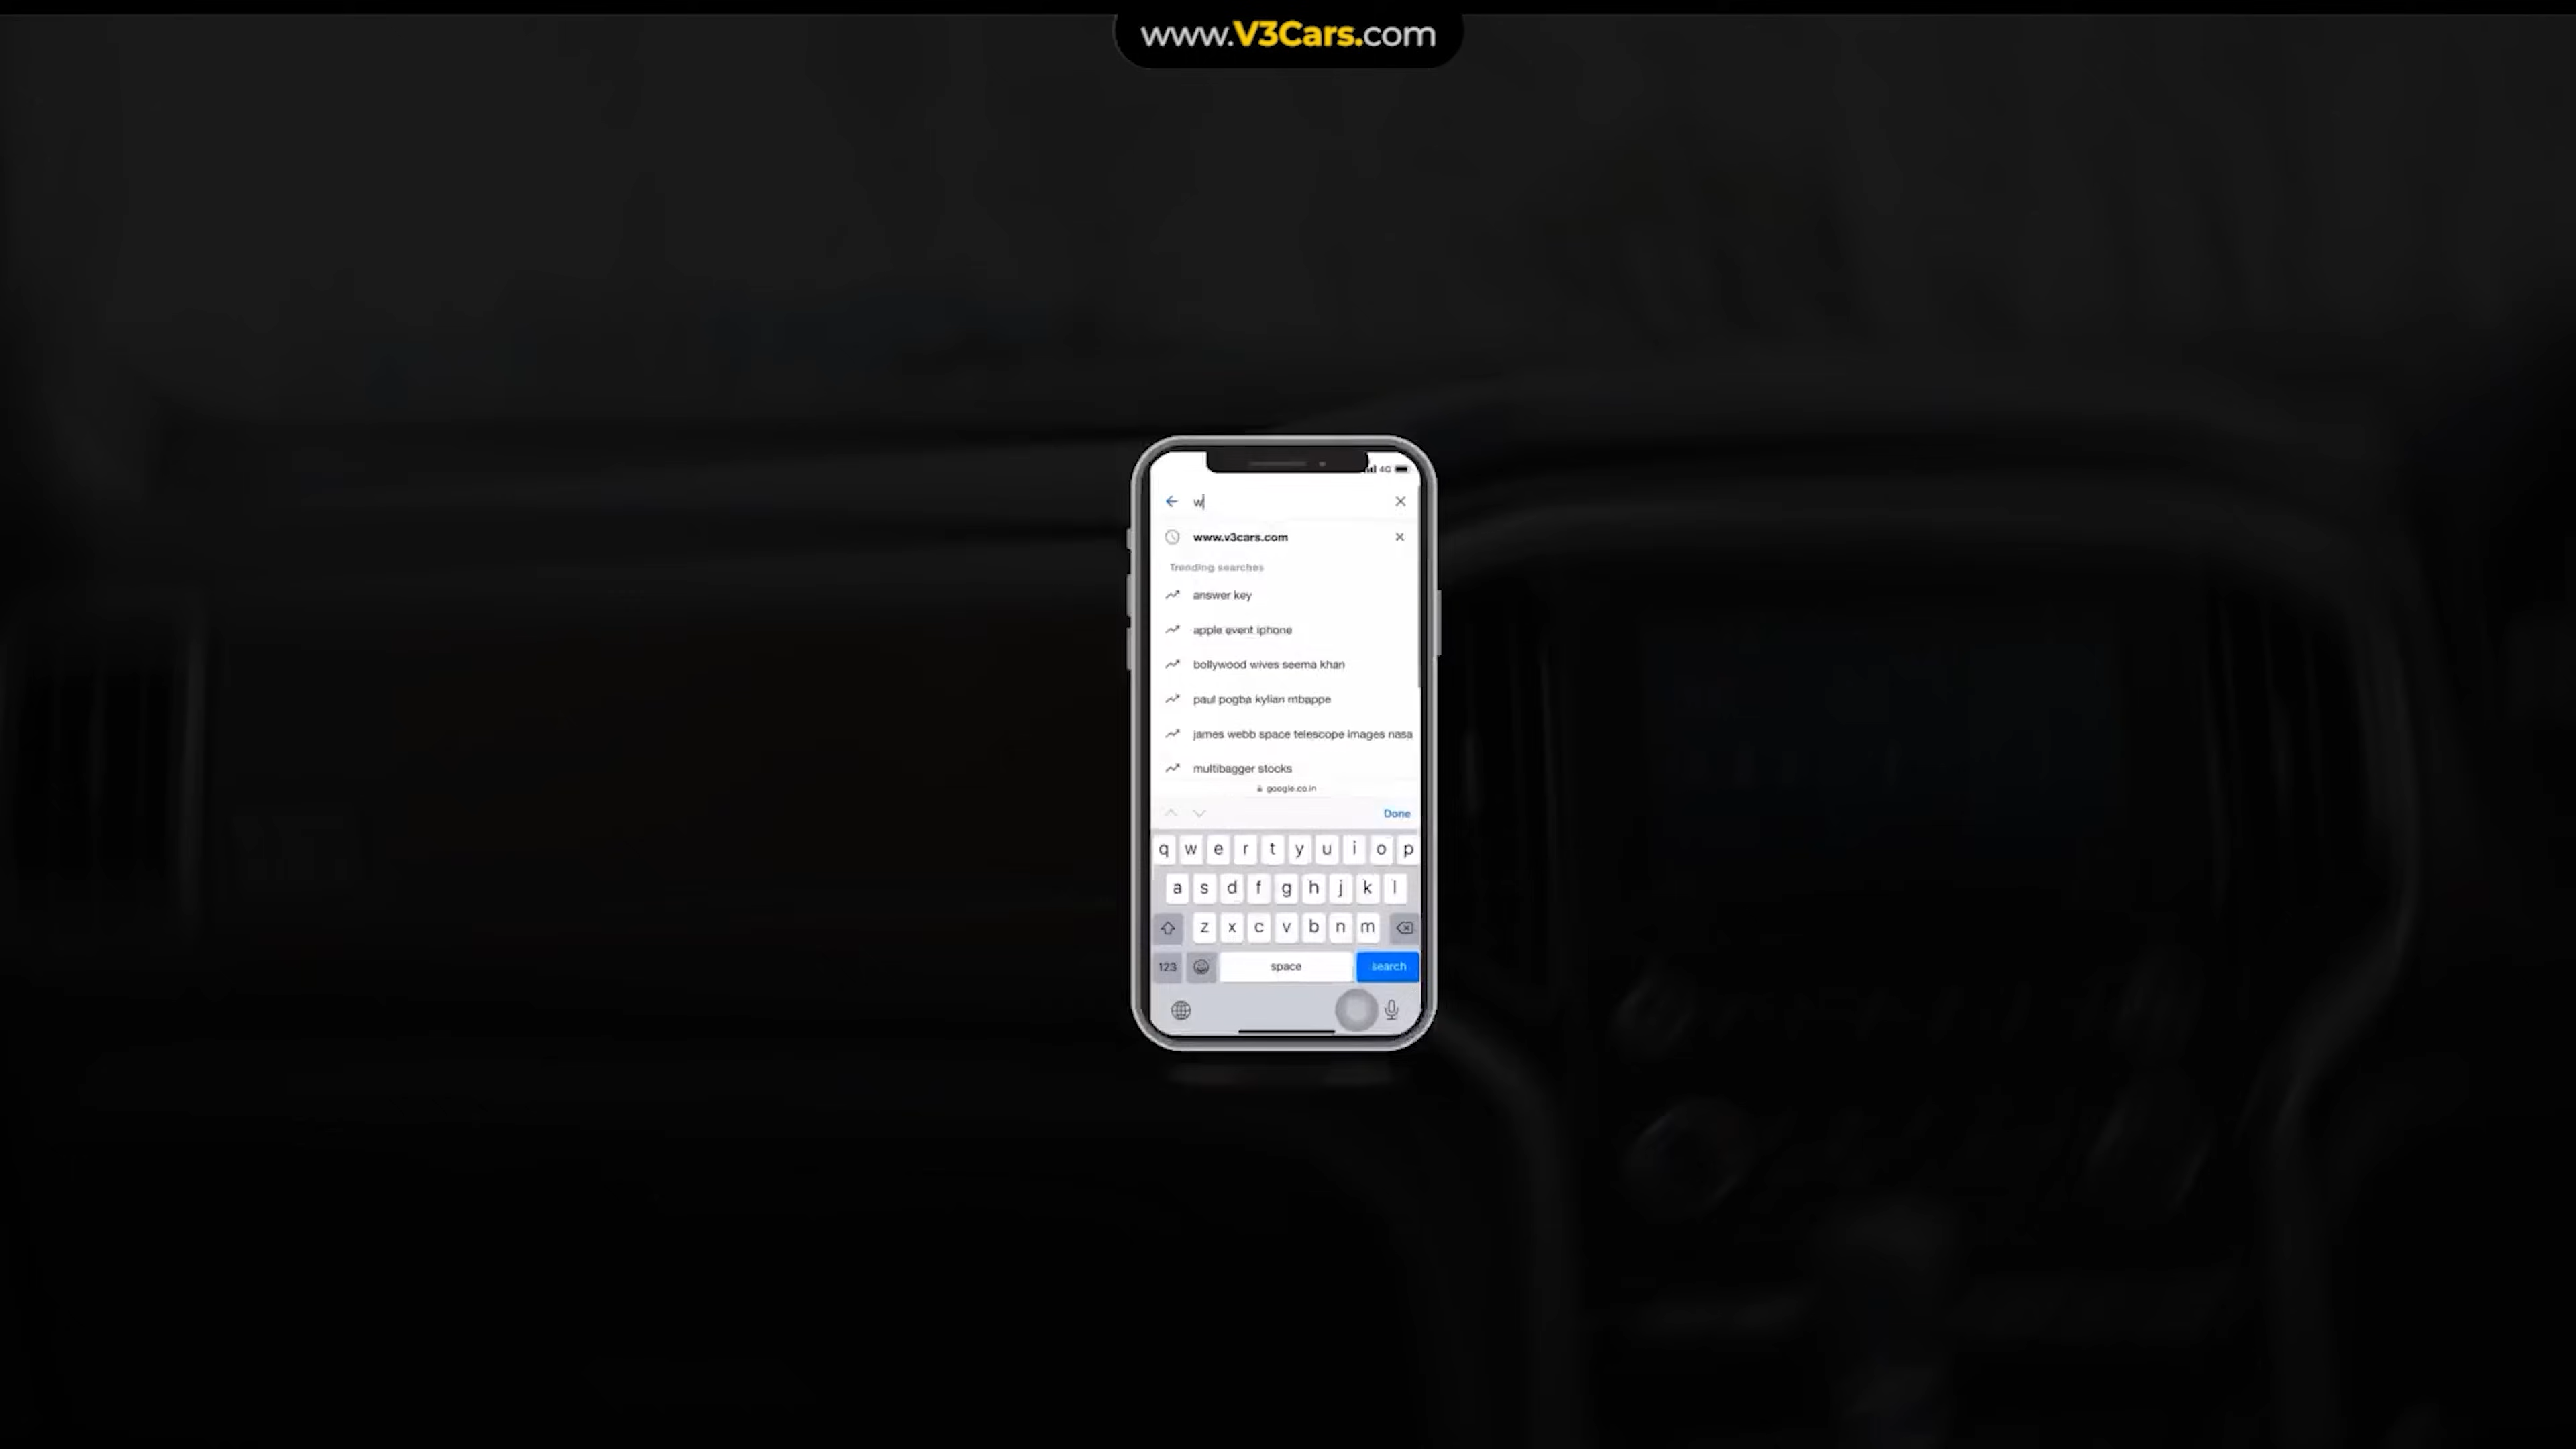 www.V3Cars.com
4G
w
www.v3cars.com
Trending searches
answer key
apple event iphone
bollywood wives seema khan
paul pogba kylian mbappe
james webb space telescope images nasa
multibagger stocks
google.co.in
Done
q w e r t y u i o p
a s d f g h j k l
z x c v b n m
123 space search